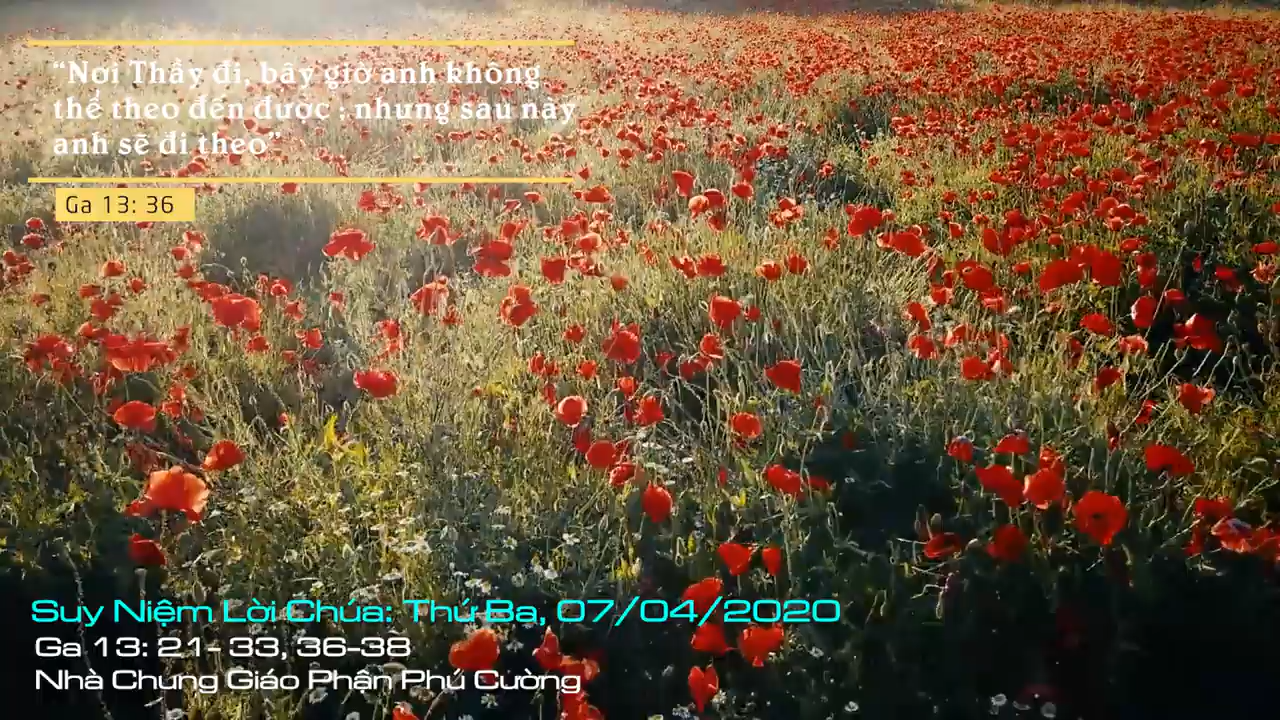 “Nơi Thầy đi, bây giờ anh không
thể theo đến được ; nhưng sau này
anh sẽ đi theo”
Ga 13: 36
Suy Niệm Lời Chúa: Thứ Ba, 07/04/2020
Ga 13: 21- 33, 36-38
Nhà Chung Giáo Phận Phú Cường